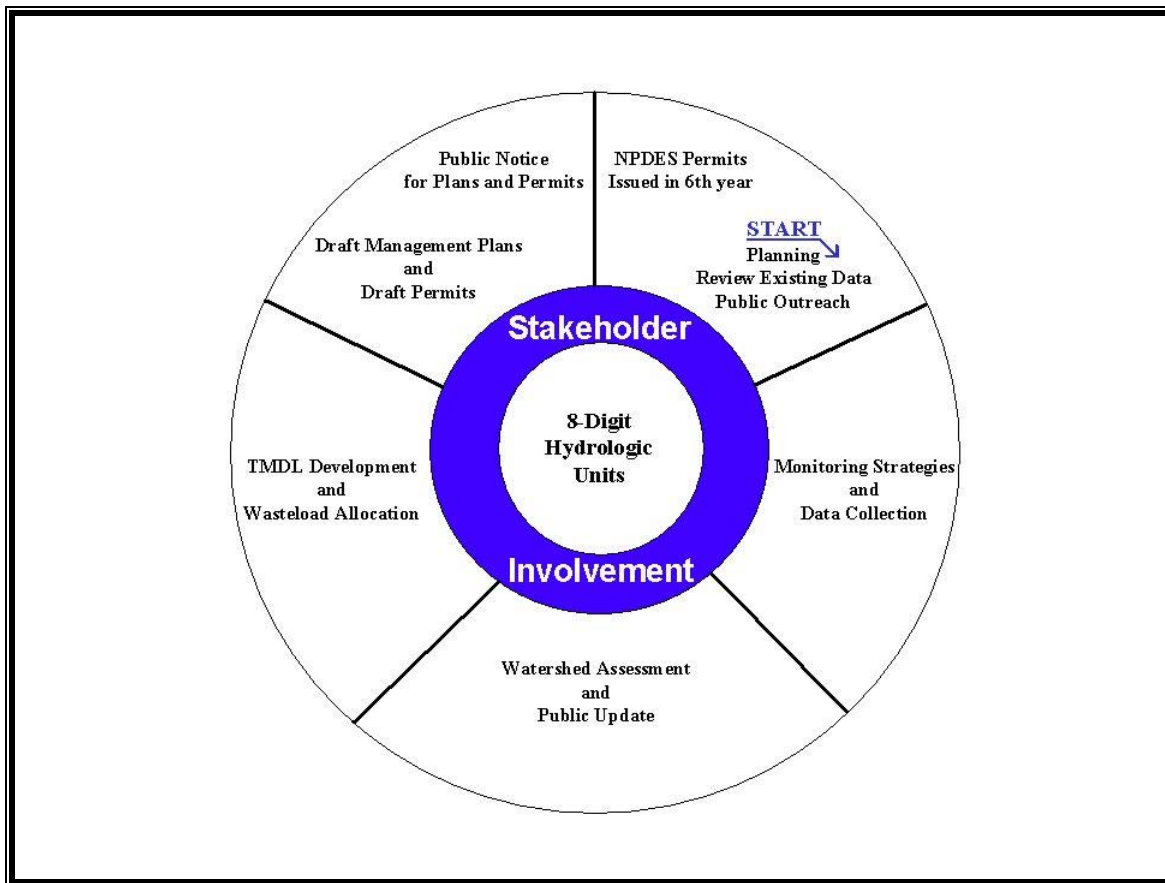 Public Notice
for Plans and Permits
NPDES Permits
Issued in 6th year
START
Planning
Review Existing Data
Public Outreach
Draft Management Plans
and
Draft Permits
Stakeholder
8-Digit
Hydrologic
Units
Involvement
TMDL Development
and
Wasteload Allocation
Monitoring Strategies
and
Data Collection
Watershed Assessment
and
Public Update